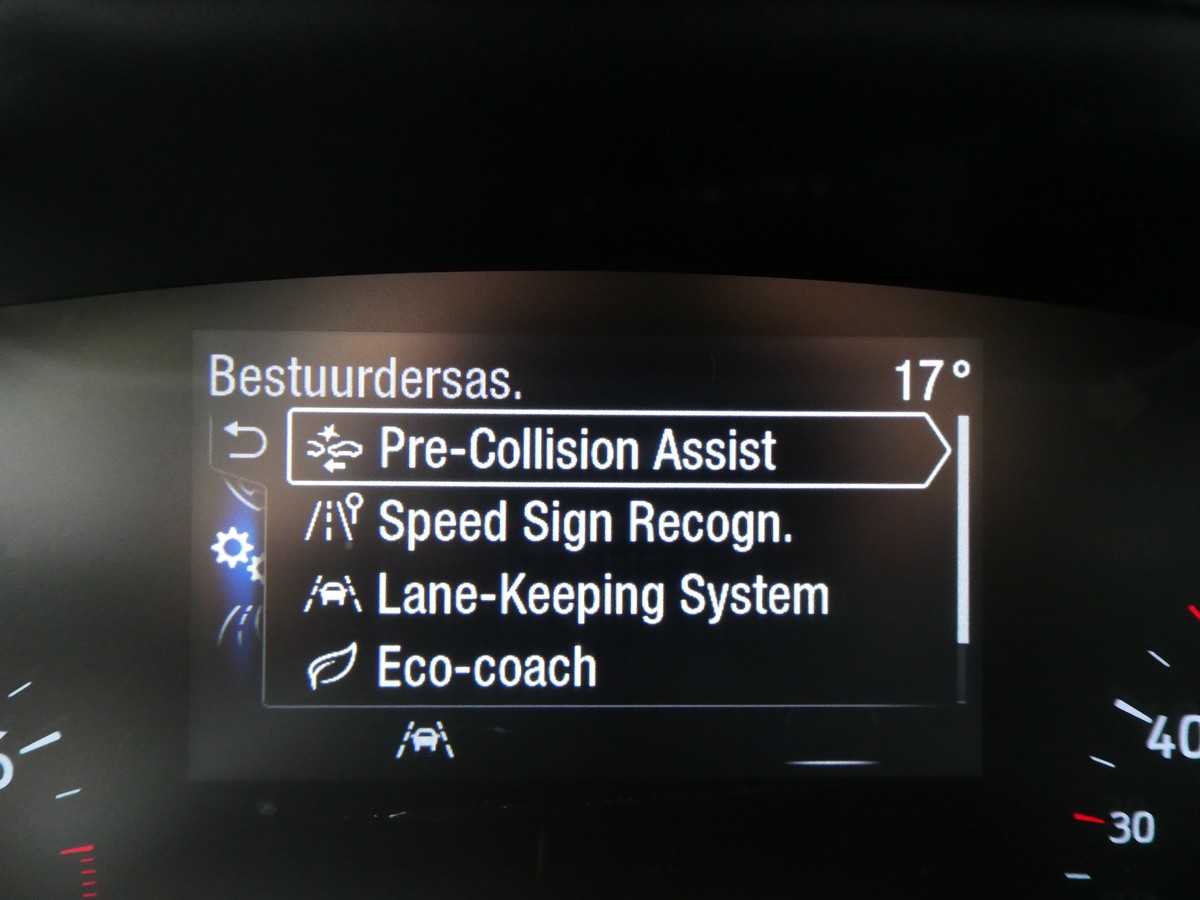 Bestuurdersas. 17°
Pre-Collision Assist
Speed Sign Recogn.
Lane-Keeping System
Eco-coach
40
30